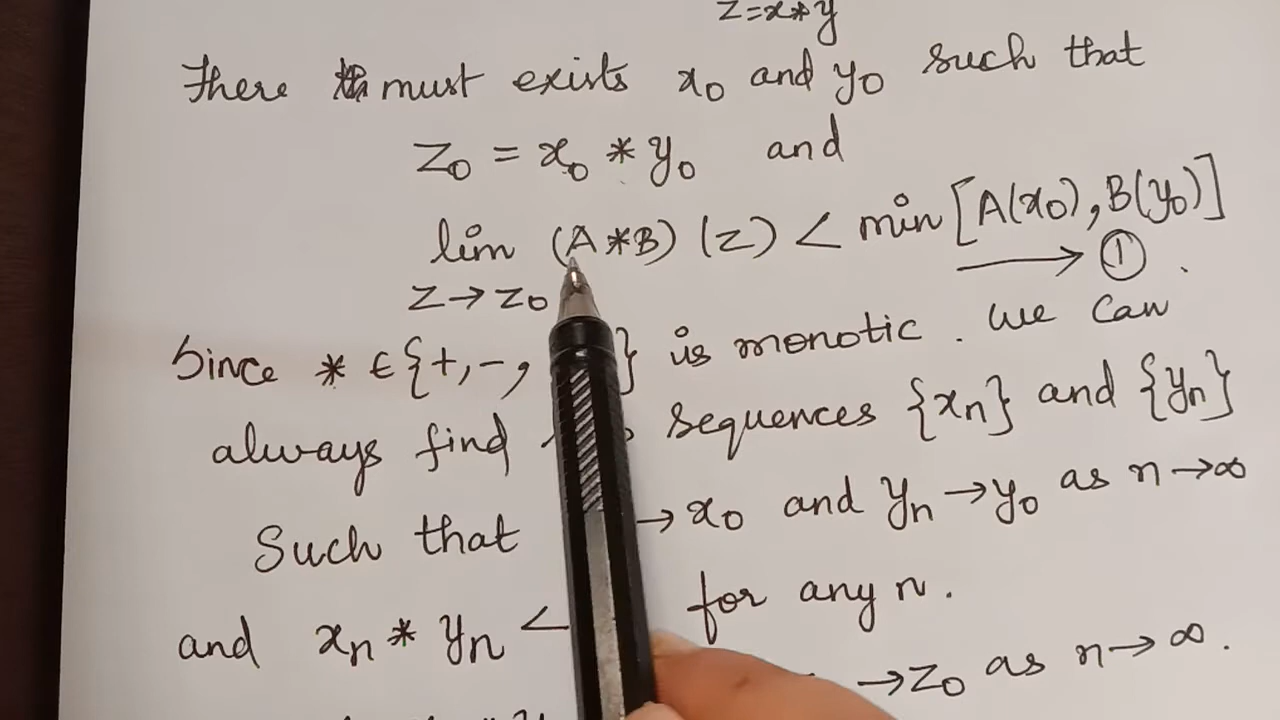 z=x*y
there must exists x₀ and y₀ such that
z₀ = x₀ * y₀ and
lim (A*B) (z) < min [A(x₀), B(y₀)]
z→z₀ → ①.
Since * ∈ {+, -, } is monotic. We can
always find sequences {xn} and {yn}
Such that →x₀ and yn→y₀ as n→∞
and xn * yn < for any n.
→z₀ as n→∞.